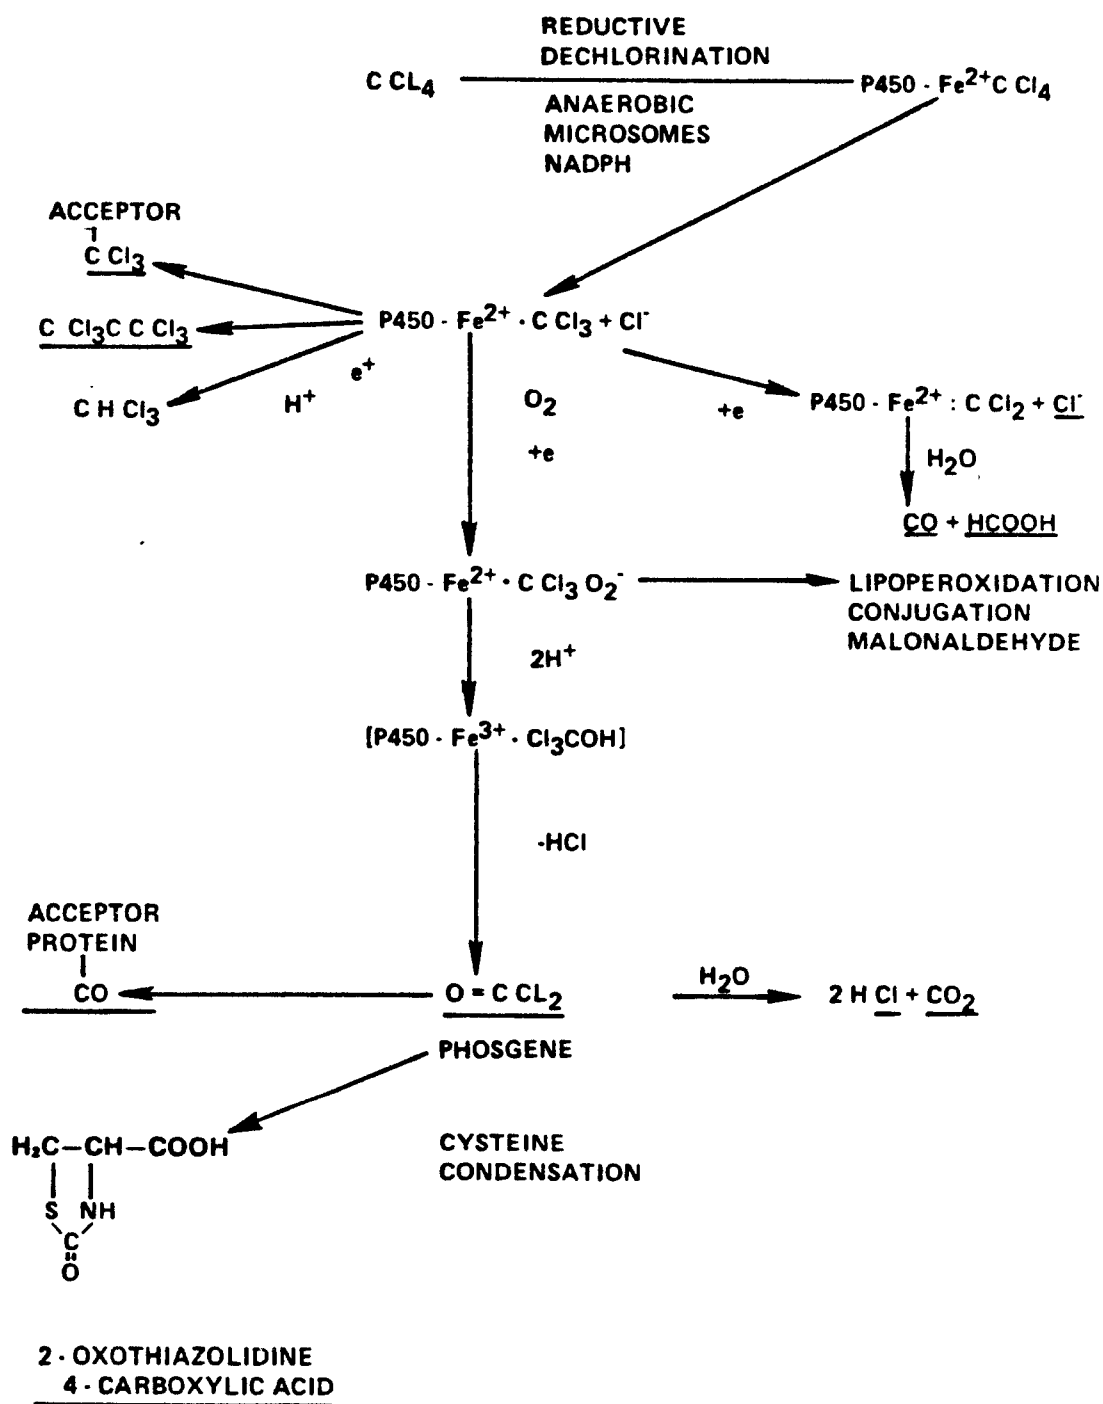 REDUCTIVE
DECHLORINATION
C CL4
P450 - Fe2+C Cl4
ANAEROBIC
MICROSOMES
NADPH
ACCEPTOR
C Cl3
C Cl3C C Cl3
P450 - Fe2+ · C Cl3 + Cl-
e+
H+
C H Cl3
O2
+e
+e
P450 - Fe2+ : C Cl2 + Cl-
H2O
CO + HCOOH
P450 - Fe2+ · C Cl3 O2-
LIPOPEROXIDATION
CONJUGATION
MALONALDEHYDE
2H+
[P450 - Fe3+ · Cl3COH]
-HCl
ACCEPTOR
PROTEIN
CO
O = C CL2
H2O
2 H Cl + CO2
PHOSGENE
H2C—CH—COOH
S NH
C
O
CYSTEINE
CONDENSATION
2 - OXOTHIAZOLIDINE
4 - CARBOXYLIC ACID